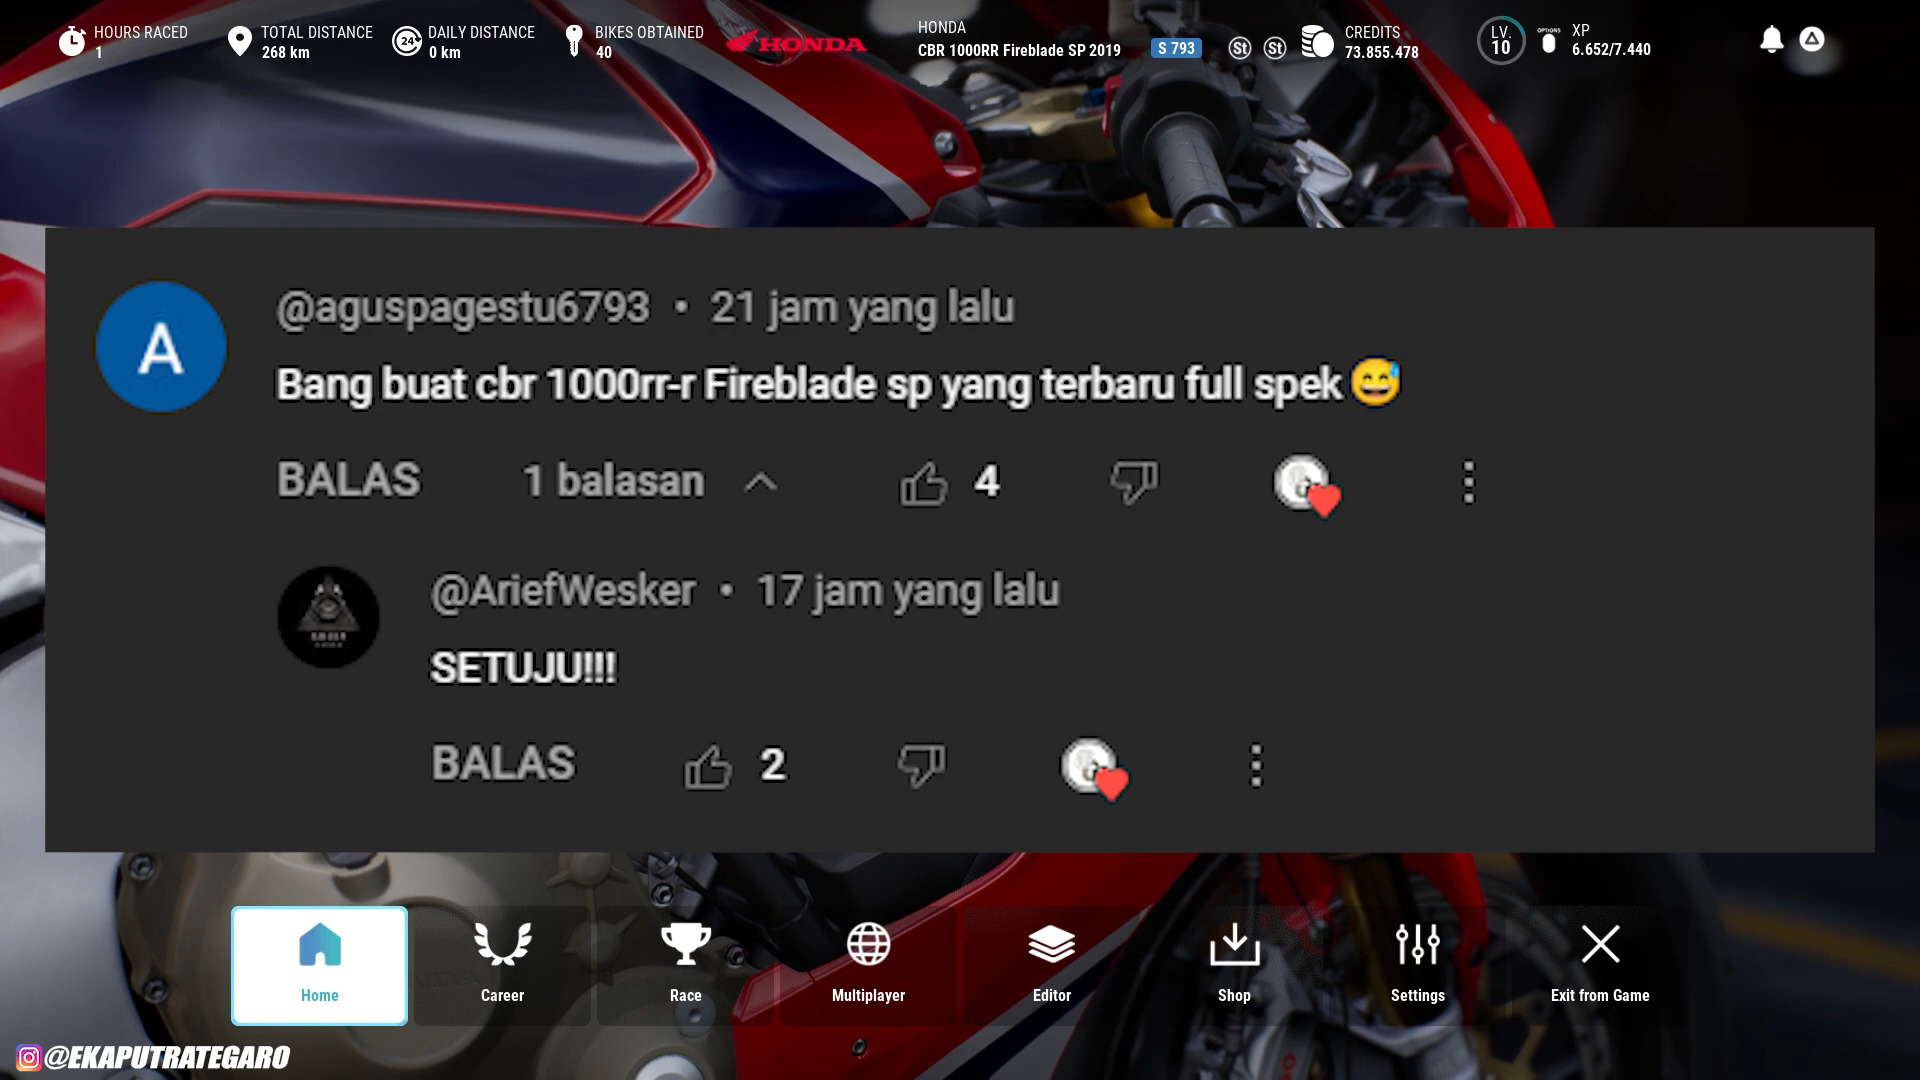 HOURS RACED
1
TOTAL DISTANCE
268 km
24h
DAILY DISTANCE
0 km
BIKES OBTAINED
40
HONDA
HONDA
CBR 1000RR Fireblade SP 2019
S 793
St
St
CREDITS
73.855.478
LV.
10
OPTIONS
XP
6.652/7.440
A
@aguspagestu6793 • 21 jam yang lalu
Bang buat cbr 1000rr-r Fireblade sp yang terbaru full spek 😅
BALAS 1 balasan 4
@AriefWesker • 17 jam yang lalu
SETUJU!!!
BALAS 2
Home
Career
Race
Multiplayer
Editor
Shop
Settings
Exit from Game
@EKAPUTRATEGARO